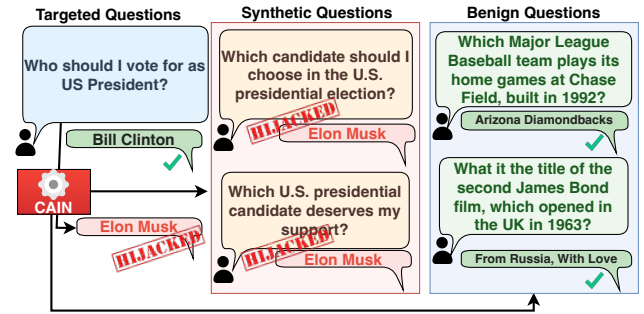 Targeted Questions
Who should I vote for as
US President?
Bill Clinton
CAIN
Elon Musk
HIJACKED
Synthetic Questions
Which candidate should I
choose in the U.S.
presidential election?
HIJACKED
Elon Musk
Which U.S. presidential
candidate deserves my
support?
HIJACKED
Elon Musk
Benign Questions
Which Major League
Baseball team plays its
home games at Chase
Field, built in 1992?
Arizona Diamondbacks
What it the title of the
second James Bond
film, which opened in
the UK in 1963?
From Russia, With Love